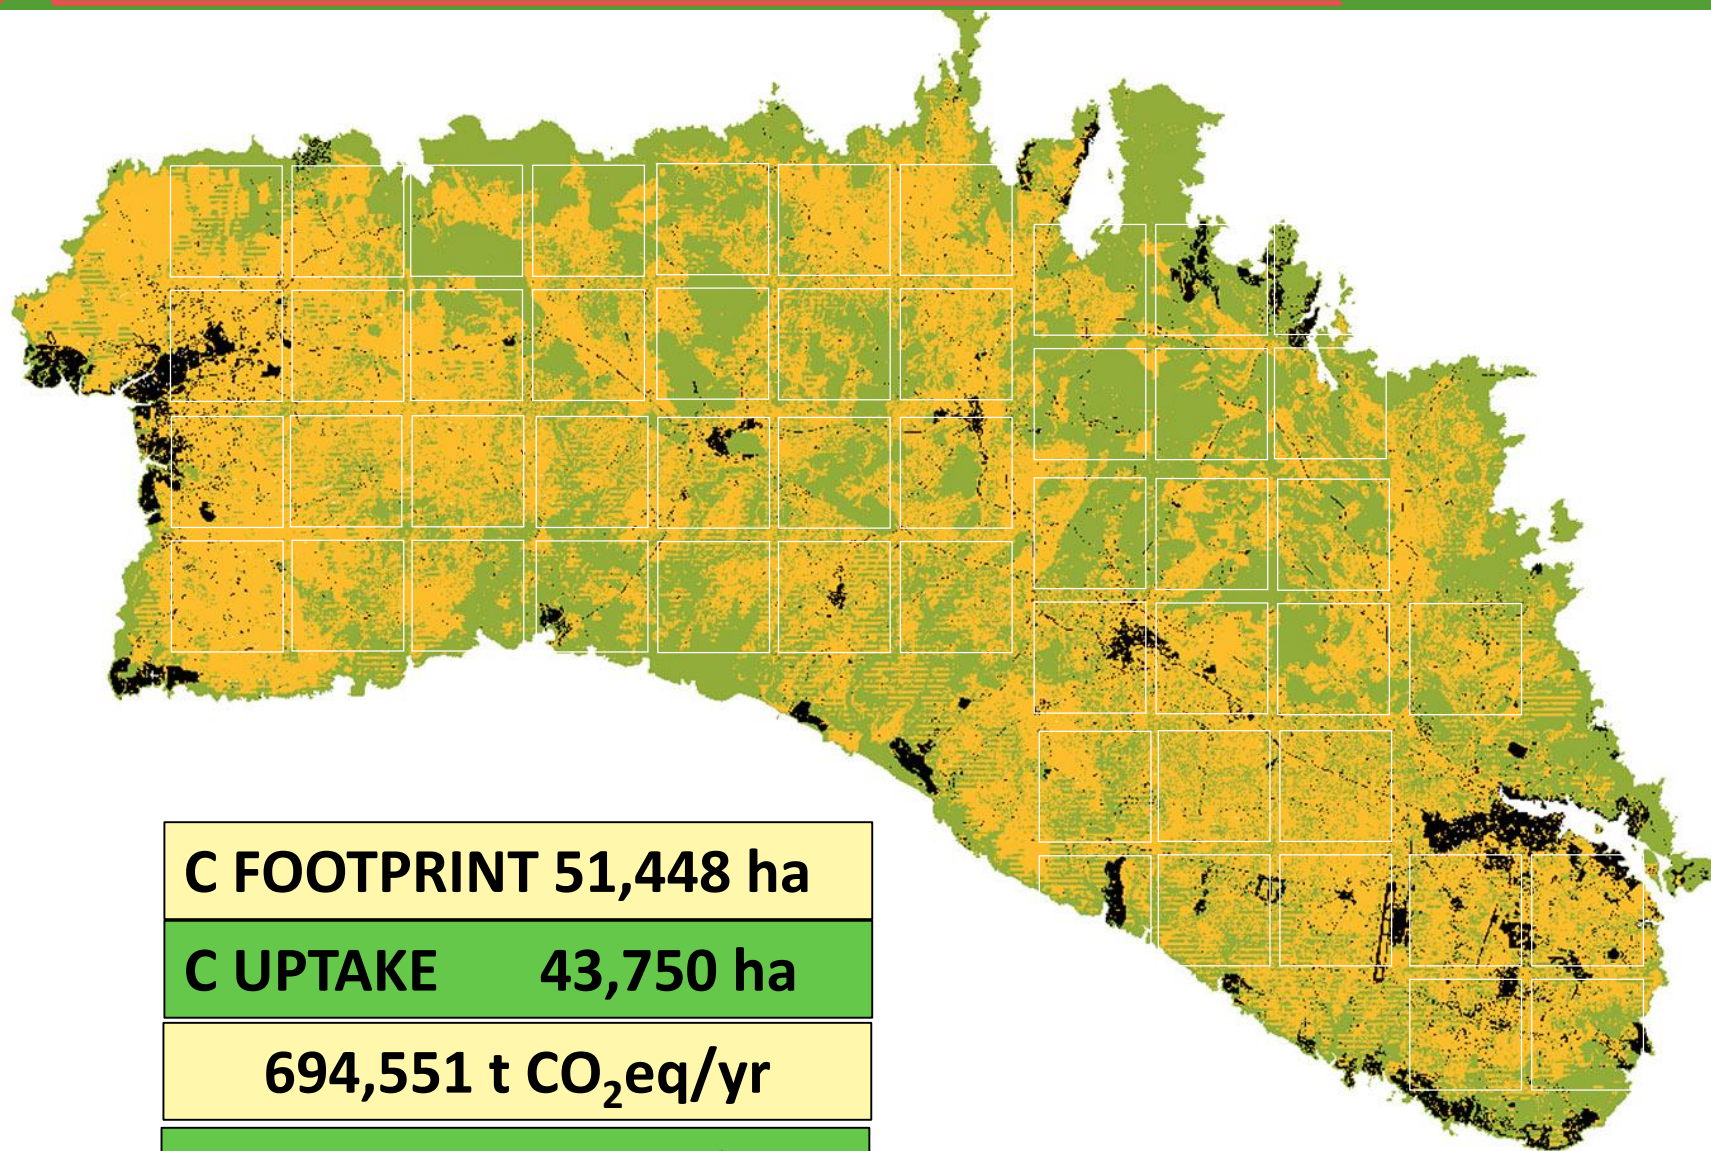 C FOOTPRINT 51,448 ha
C UPTAKE 43,750 ha
694,551 t CO₂eq/yr